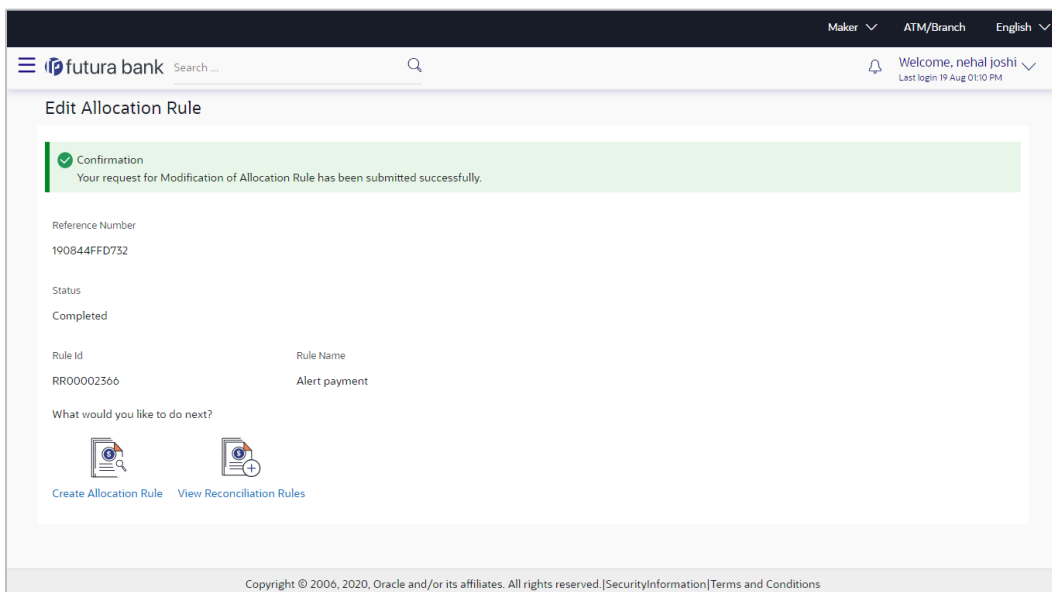 Maker ATM/Branch English
futura bank Search ... Welcome, nehal joshi
Last login 19 Aug 01:10 PM
Edit Allocation Rule
Confirmation
Your request for Modification of Allocation Rule has been submitted successfully.
Reference Number
190844FFD732
Status
Completed
Rule Id Rule Name
RR00002366 Alert payment
What would you like to do next?
Create Allocation Rule View Reconciliation Rules
Copyright © 2006, 2020, Oracle and/or its affiliates. All rights reserved.|SecurityInformation|Terms and Conditions